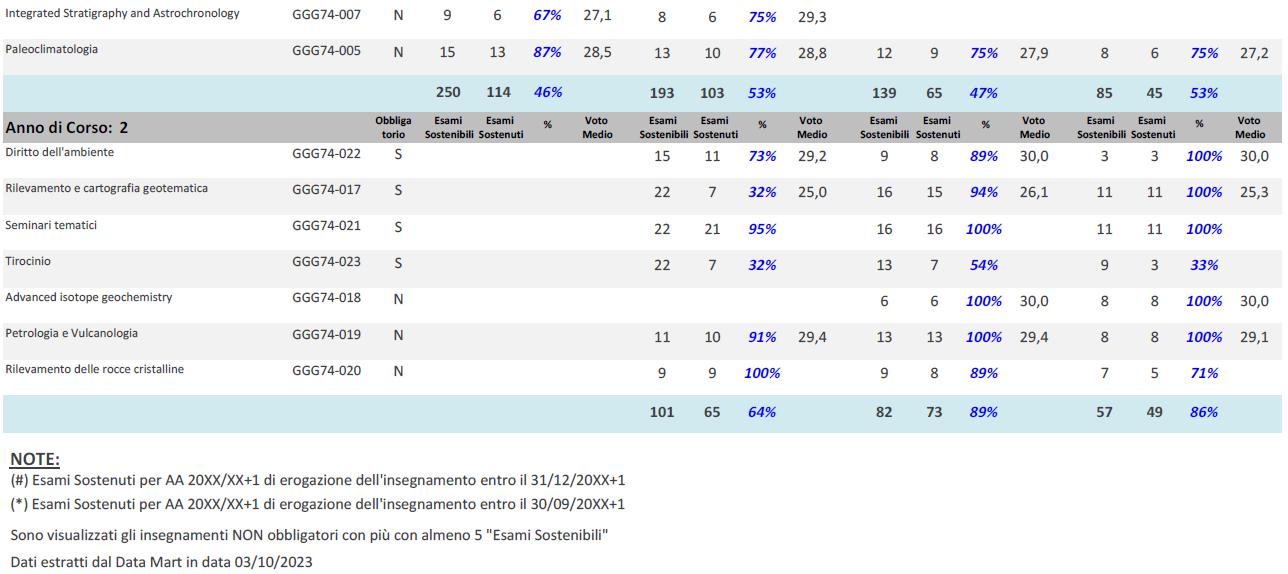 Integrated Stratigraphy and Astrochronology GGG74-007 N 9 6 67% 27,1 8 6 75% 29,3
Paleoclimatologia GGG74-005 N 15 13 87% 28,5 13 10 77% 28,8 12 9 75% 27,9 8 6 75% 27,2
250 114 46% 193 103 53% 139 65 47% 85 45 53%
Anno di Corso: 2 Obbliga torio Esami Sostenibili Esami Sostenuti % Voto Medio Esami Sostenibili Esami Sostenuti % Voto Medio Esami Sostenibili Esami Sostenuti % Voto Medio Esami Sostenibili Esami Sostenuti % Voto Medio
Diritto dell'ambiente GGG74-022 S 15 11 73% 29,2 9 8 89% 30,0 3 3 100% 30,0
Rilevamento e cartografia geotematica GGG74-017 S 22 7 32% 25,0 16 15 94% 26,1 11 11 100% 25,3
Seminari tematici GGG74-021 S 22 21 95% 16 16 100% 11 11 100%
Tirocinio GGG74-023 S 22 7 32% 13 7 54% 9 3 33%
Advanced isotope geochemistry GGG74-018 N 6 6 100% 30,0 8 8 100% 30,0
Petrologia e Vulcanologia GGG74-019 N 11 10 91% 29,4 13 13 100% 29,4 8 8 100% 29,1
Rilevamento delle rocce cristalline GGG74-020 N 9 9 100% 9 8 89% 7 5 71%
101 65 64% 82 73 89% 57 49 86%
NOTE:
(#) Esami Sostenuti per AA 20XX/XX+1 di erogazione dell'insegnamento entro il 31/12/20XX+1
(*) Esami Sostenuti per AA 20XX/XX+1 di erogazione dell'insegnamento entro il 30/09/20XX+1
Sono visualizzati gli insegnamenti NON obbligatori con più con almeno 5 "Esami Sostenibili"
Dati estratti dal Data Mart in data 03/10/2023